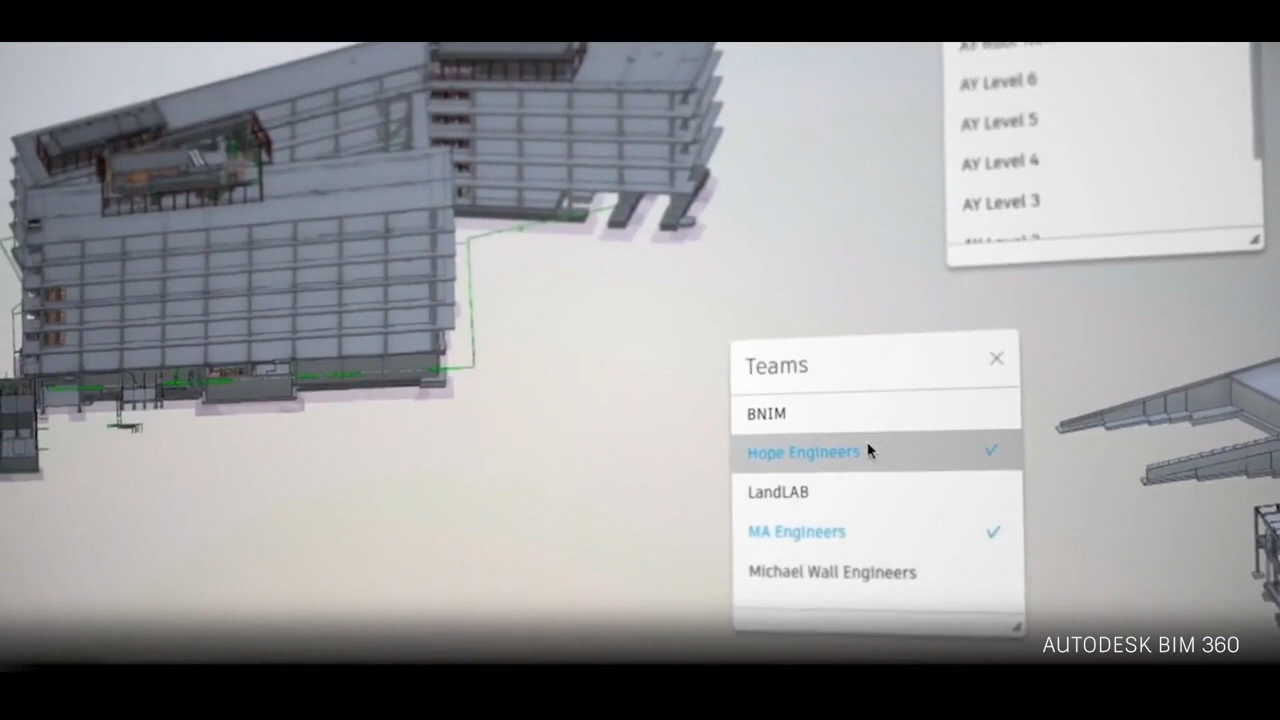 AY Level 6
AY Level 5
AY Level 4
AY Level 3
Teams
BNIM
Hope Engineers
LandLAB
MA Engineers
Michael Wall Engineers
AUTODESK BIM 360